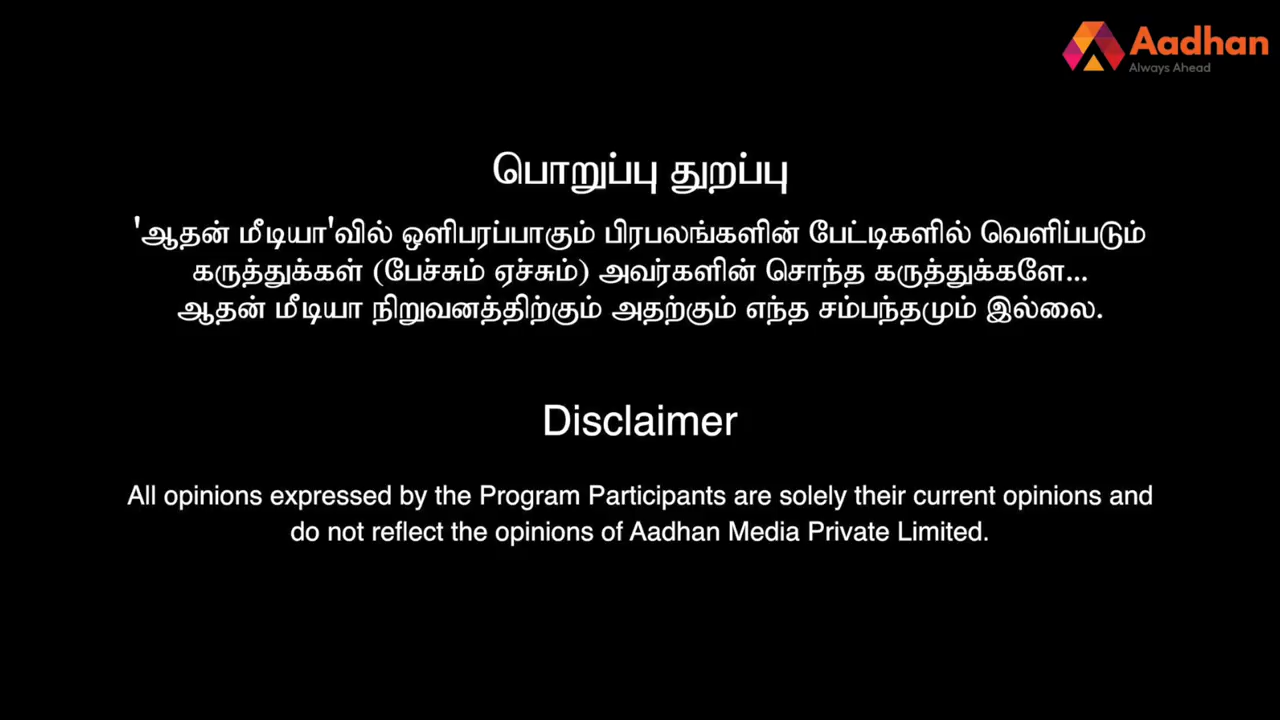 Aadhan
Always Ahead
பொறுப்பு துறப்பு
'ஆதன் மீடியா'வில் ஒளிபரப்பாகும் பிரபலங்களின் பேட்டிகளில் வெளிப்படும்
கருத்துக்கள் (பேச்சும் ஏச்சும்) அவர்களின் சொந்த கருத்துக்களே...
ஆதன் மீடியா நிறுவனத்திற்கும் அதற்கும் எந்த சம்பந்தமும் இல்லை.
Disclaimer
All opinions expressed by the Program Participants are solely their current opinions and
do not reflect the opinions of Aadhan Media Private Limited.